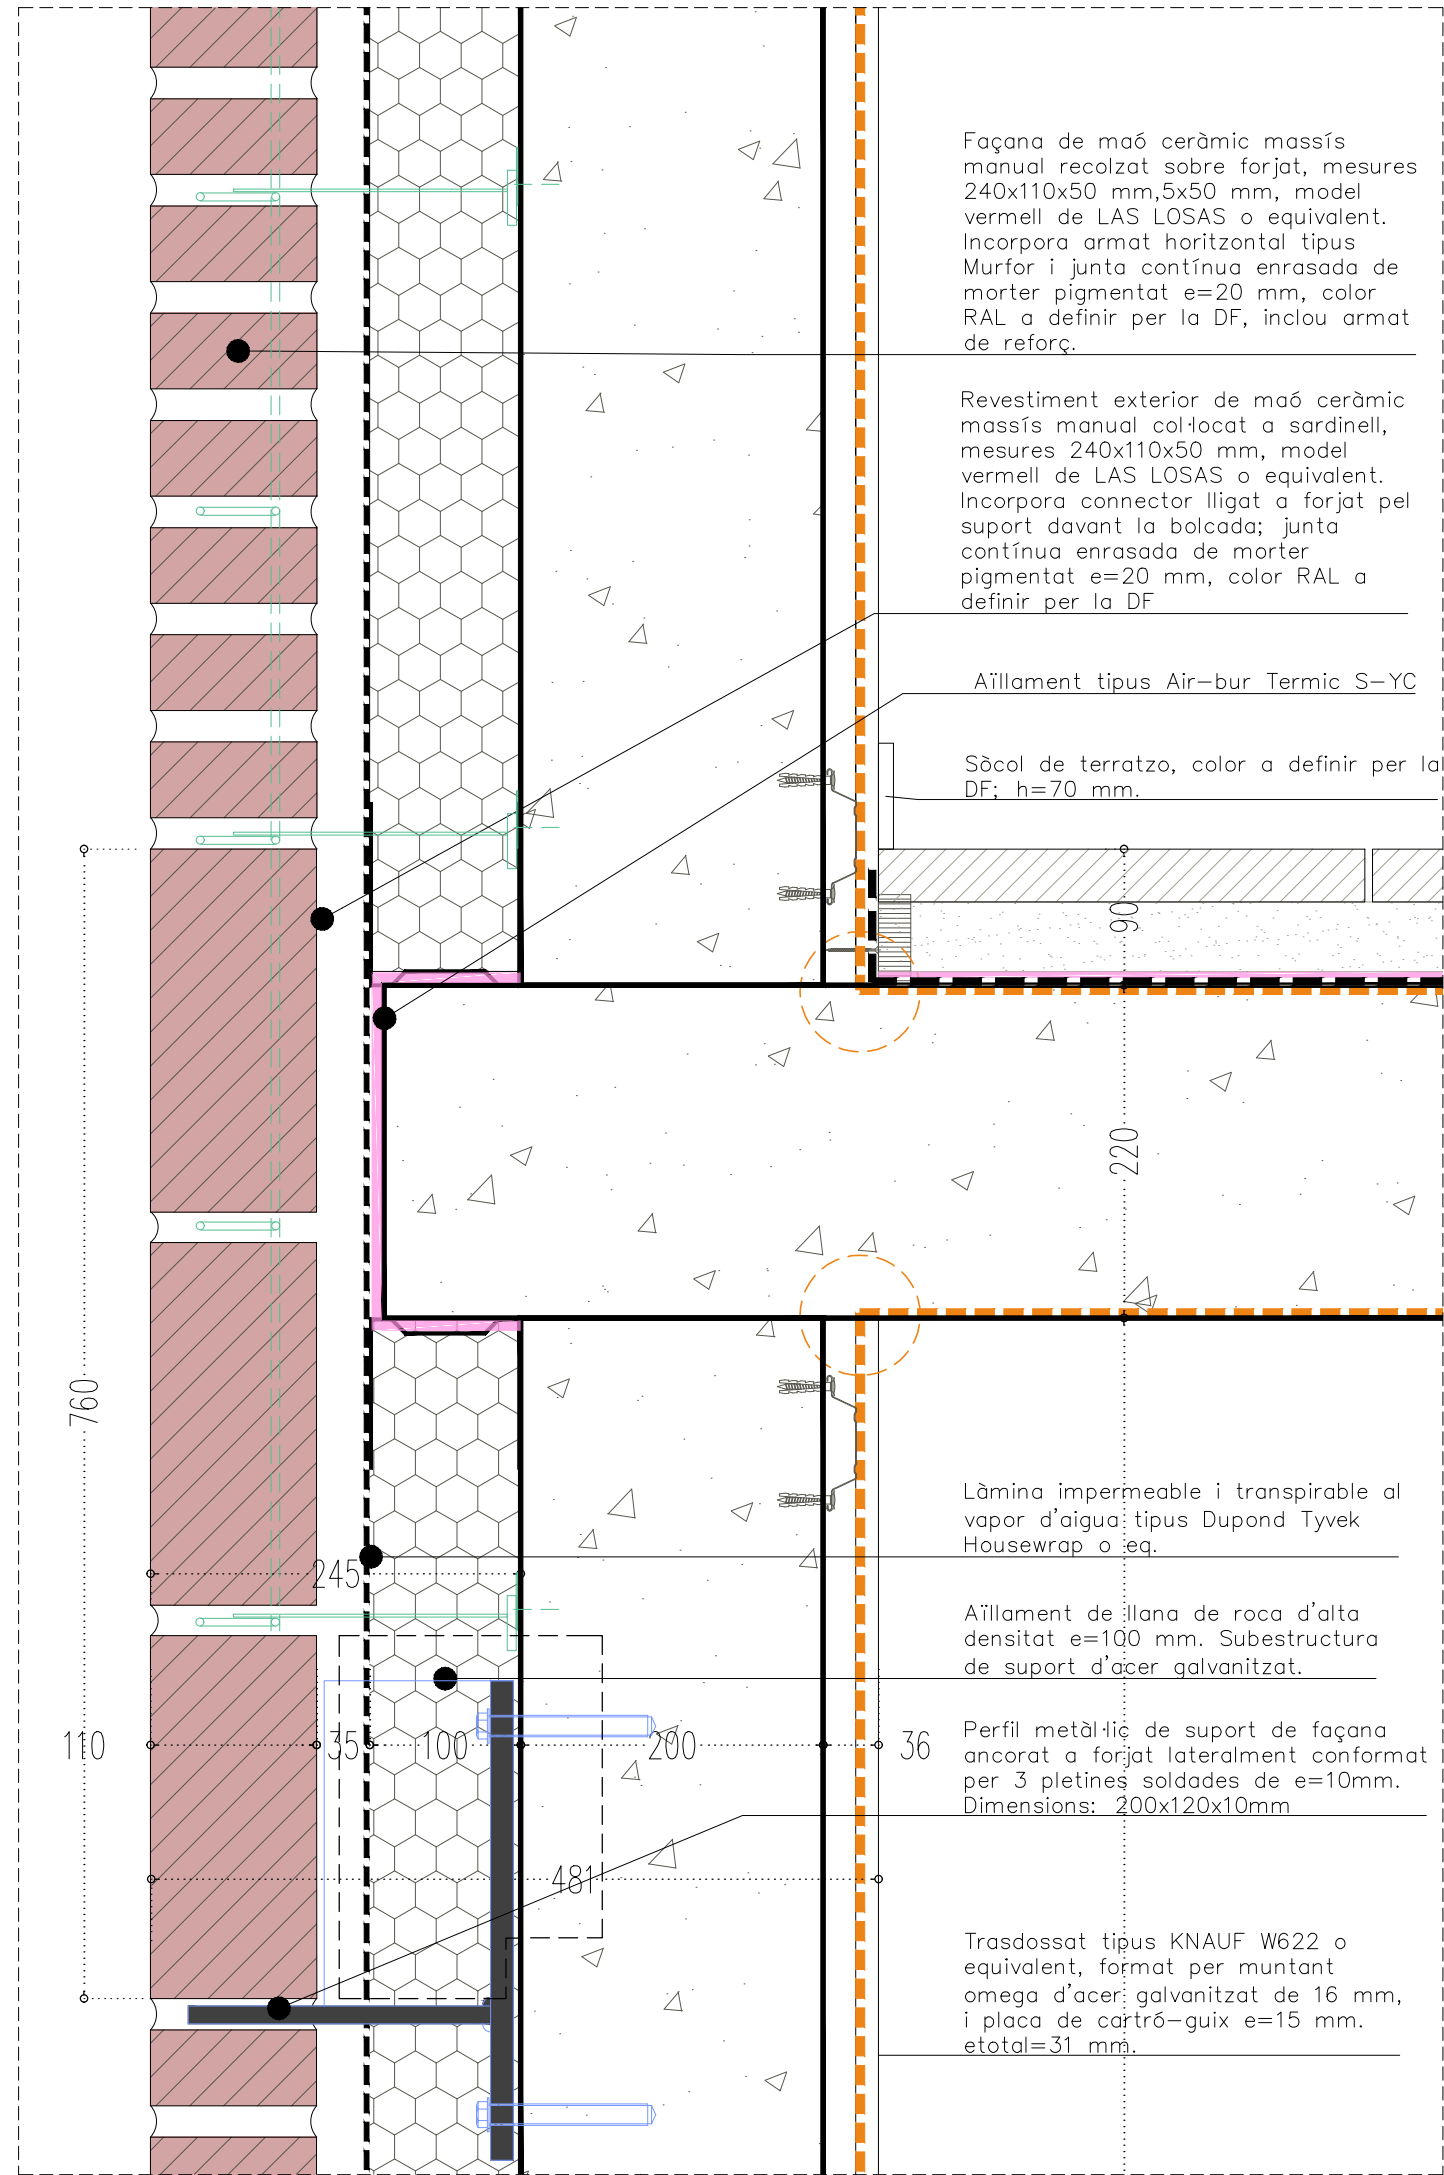 Façana de maó ceràmic massís
manual recolzat sobre forjat, mesures
240x110x50 mm,5x50 mm, model
vermell de LAS LOSAS o equivalent.
Incorpora armat horitzontal tipus
Murfor i junta contínua enrasada de
morter pigmentat e=20 mm, color
RAL a definir per la DF, inclou armat
de reforç.
Revestiment exterior de maó ceràmic
massís manual col·locat a sardinell,
mesures 240x110x50 mm, model
vermell de LAS LOSAS o equivalent.
Incorpora connector lligat a forjat pel
suport davant la bolcada; junta
contínua enrasada de morter
pigmentat e=20 mm, color RAL a
definir per la DF
Aïllament tipus Air-bur Termic S-YC
Sòcol de terratzo, color a definir per la
DF; h=70 mm.
90
220
760
Làmina impermeable i transpirable al
vapor d'aigua tipus Dupond Tyvek
Housewrap o eq.
245
Aïllament de llana de roca d'alta
densitat e=100 mm. Subestructura
de suport d'acer galvanitzat.
Perfil metàl·lic de suport de façana
ancorat a forjat lateralment conformat
per 3 pletines soldades de e=10mm.
Dimensions: 200x120x10mm
110
35
100
200
36
481
Trasdossat tipus KNAUF W622 o
equivalent, format per muntant
omega d'acer galvanitzat de 16 mm,
i placa de cartró-guix e=15 mm.
etotal=31 mm.